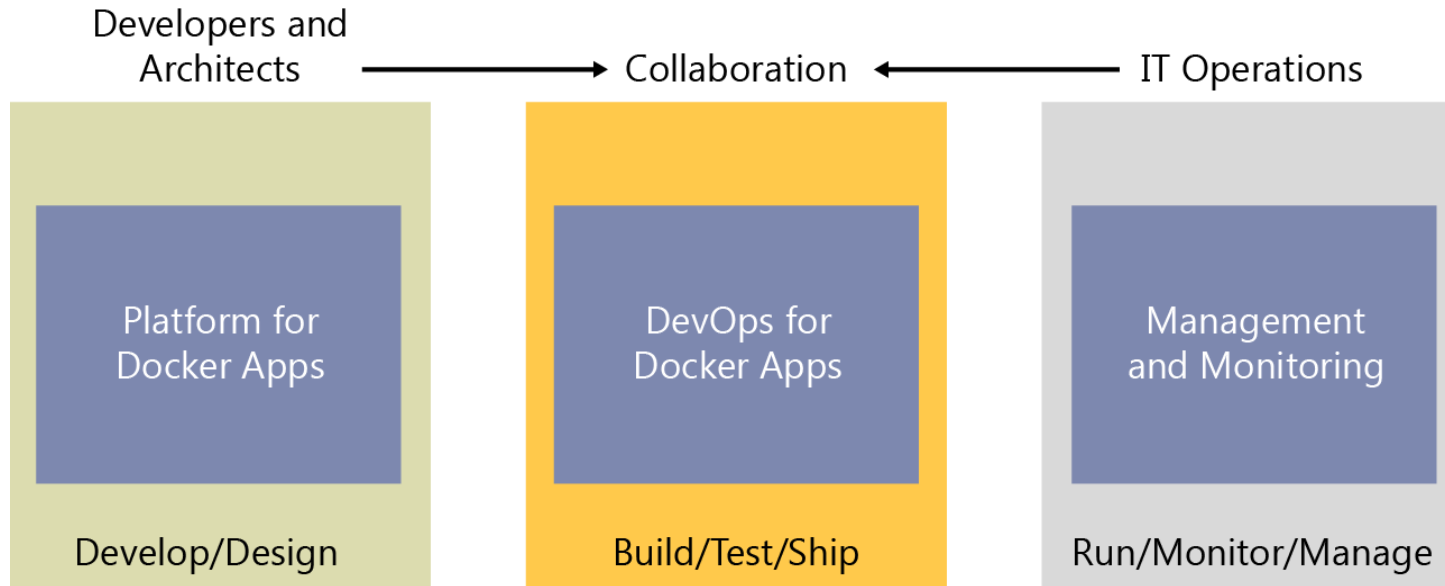 Developers and
Architects
Collaboration
IT Operations
Platform for
Docker Apps
DevOps for
Docker Apps
Management
and Monitoring
Develop/Design
Build/Test/Ship
Run/Monitor/Manage